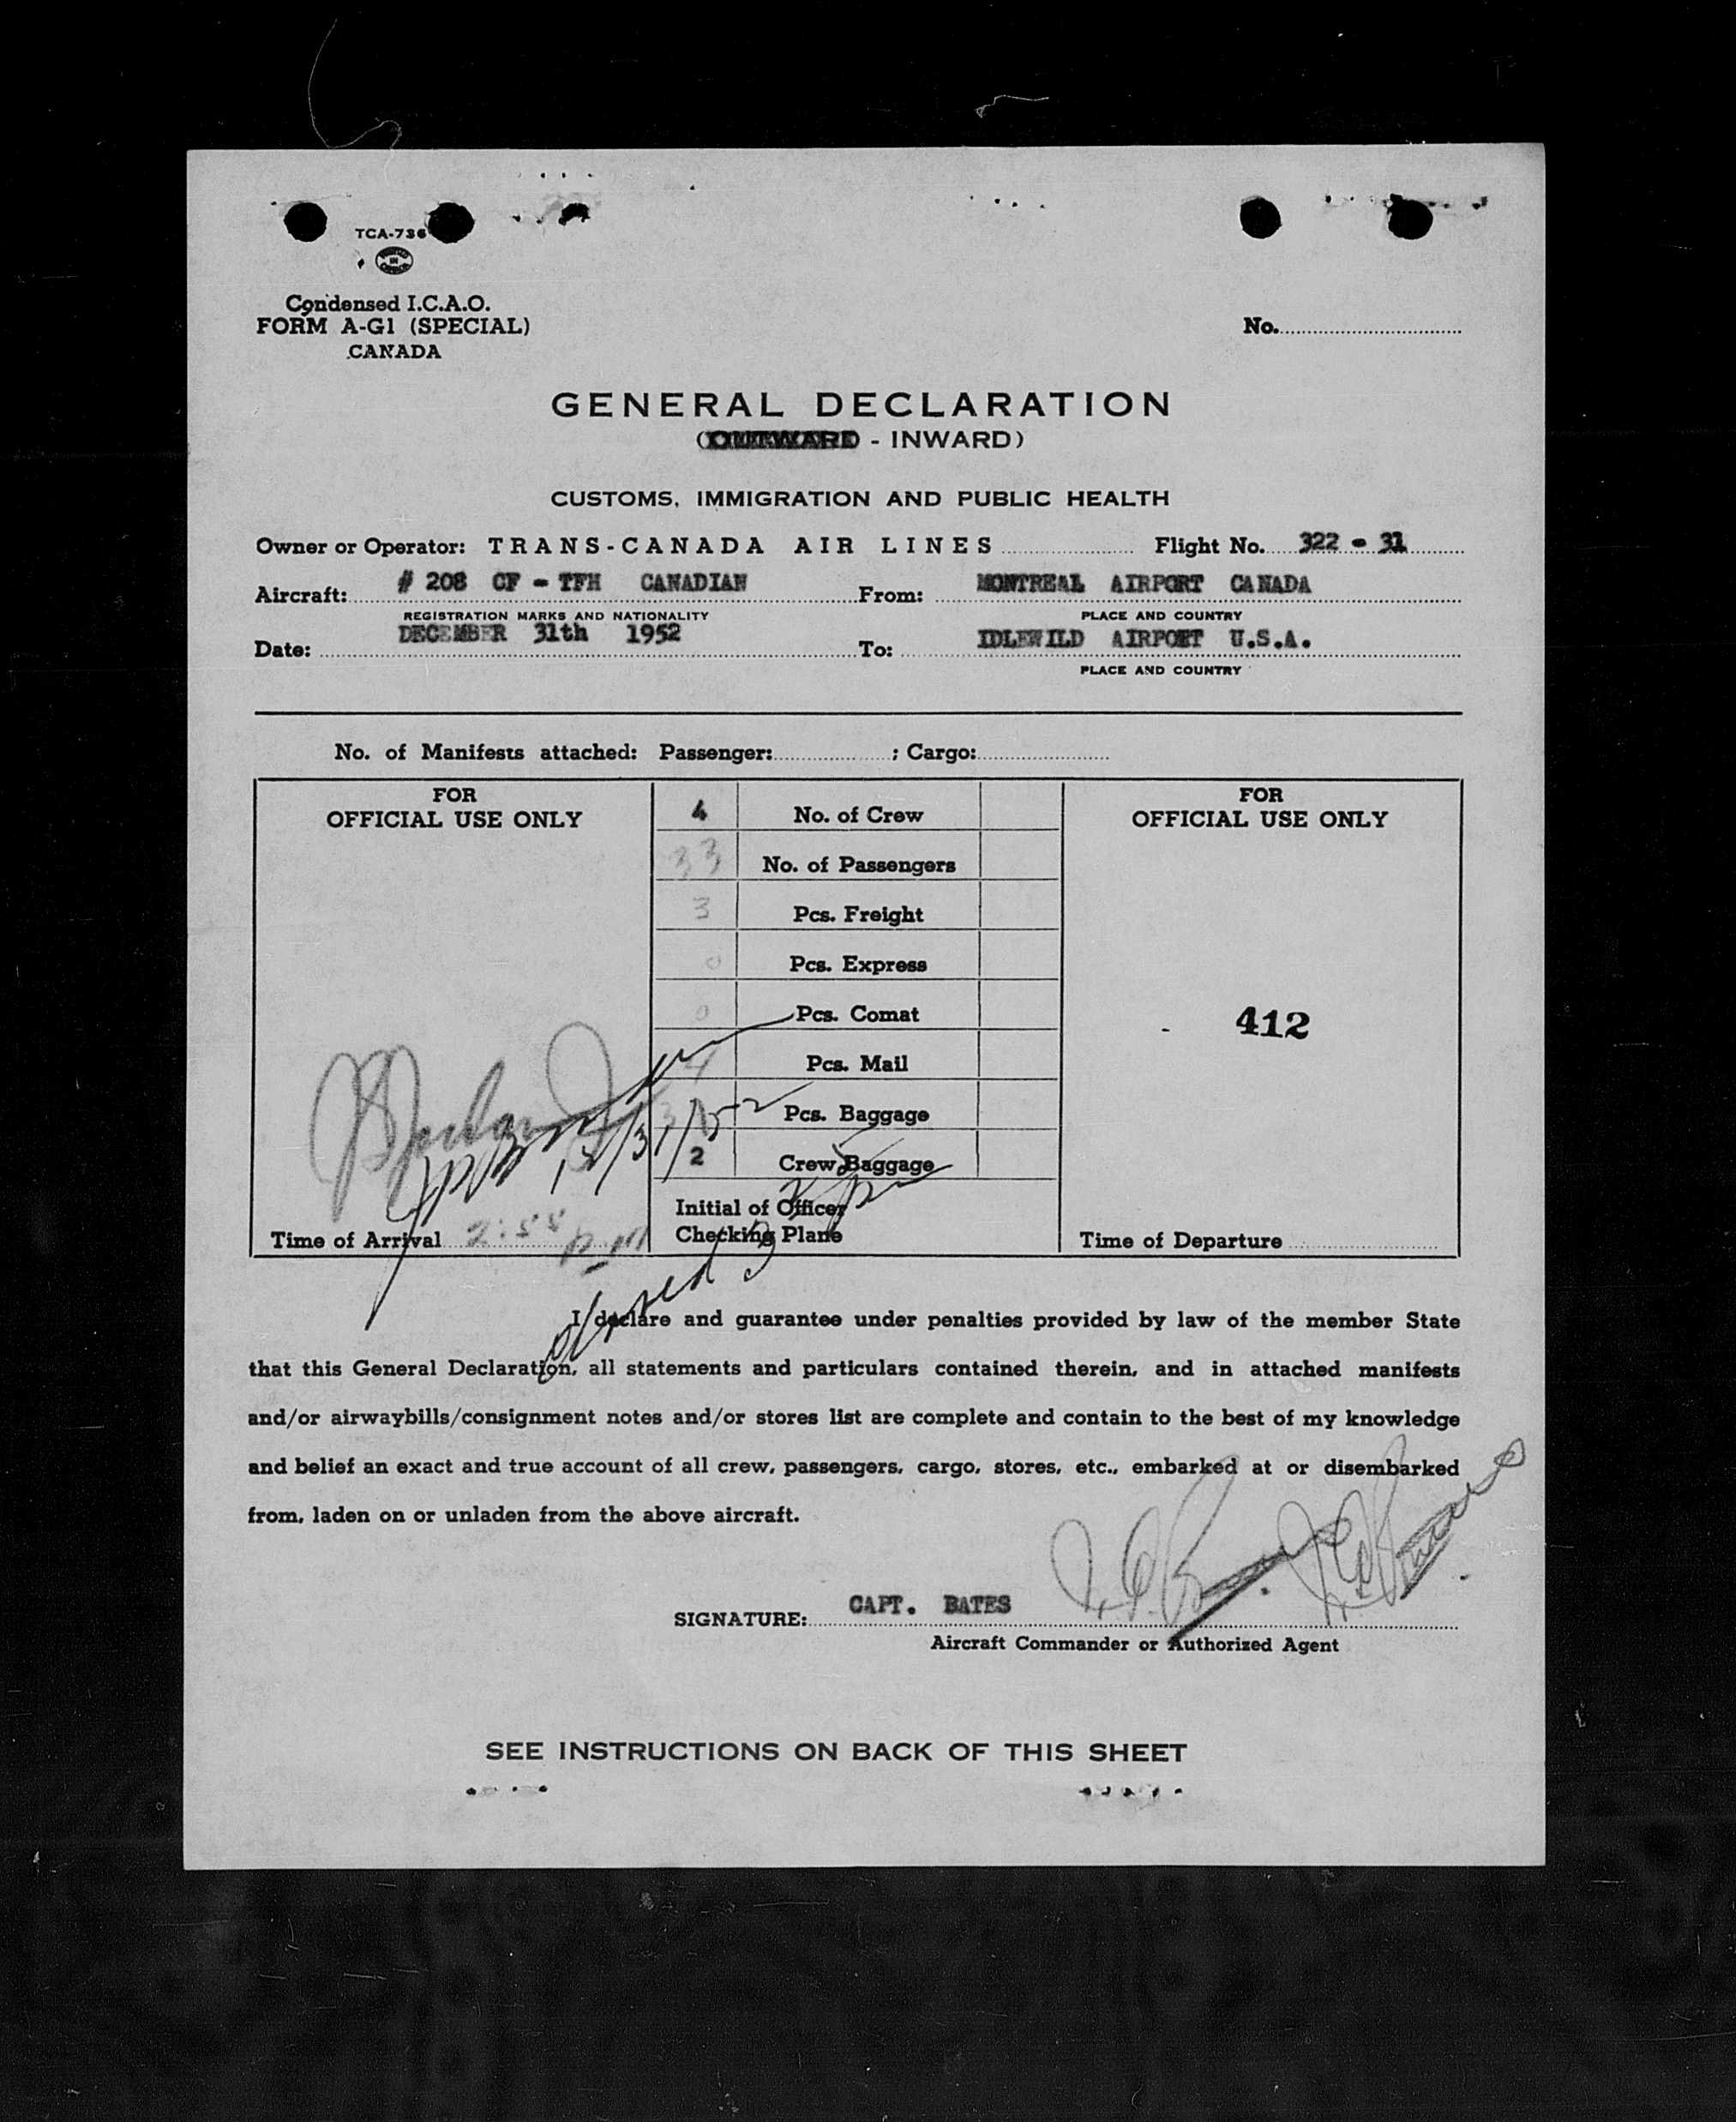 TCA-736
Condensed I.C.A.O.
FORM A-G1 (SPECIAL)
CANADA
No.
GENERAL DECLARATION
(OUTWARD - INWARD)
CUSTOMS, IMMIGRATION AND PUBLIC HEALTH
Owner or Operator: TRANS-CANADA AIR LINES Flight No. 322 - 31
Aircraft: # 208 CF - TFH CANADIAN From: MONTREAL AIRPORT CANADA
REGISTRATION MARKS AND NATIONALITY PLACE AND COUNTRY
Date: DECEMBER 31th 1952 To: IDLEWILD AIRPORT U.S.A.
PLACE AND COUNTRY
No. of Manifests attached: Passenger: ; Cargo:
FOR
OFFICIAL USE ONLY
4 No. of Crew
33 No. of Passengers
3 Pcs. Freight
0 Pcs. Express
0 Pcs. Comat
4 Pcs. Mail
Pcs. Baggage
2 Crew Baggage
Initial of Officer
Checking Plane
12/31/52
Time of Arrival 2:55 P.M
FOR
OFFICIAL USE ONLY
412
Time of Departure
I declare and guarantee under penalties provided by law of the member State
that this General Declaration, all statements and particulars contained therein, and in attached manifests
and/or airwaybills/consignment notes and/or stores list are complete and contain to the best of my knowledge
and belief an exact and true account of all crew, passengers, cargo, stores, etc., embarked at or disembarked
from, laden on or unladen from the above aircraft.
SIGNATURE: CAPT. BATES
Aircraft Commander or Authorized Agent
SEE INSTRUCTIONS ON BACK OF THIS SHEET